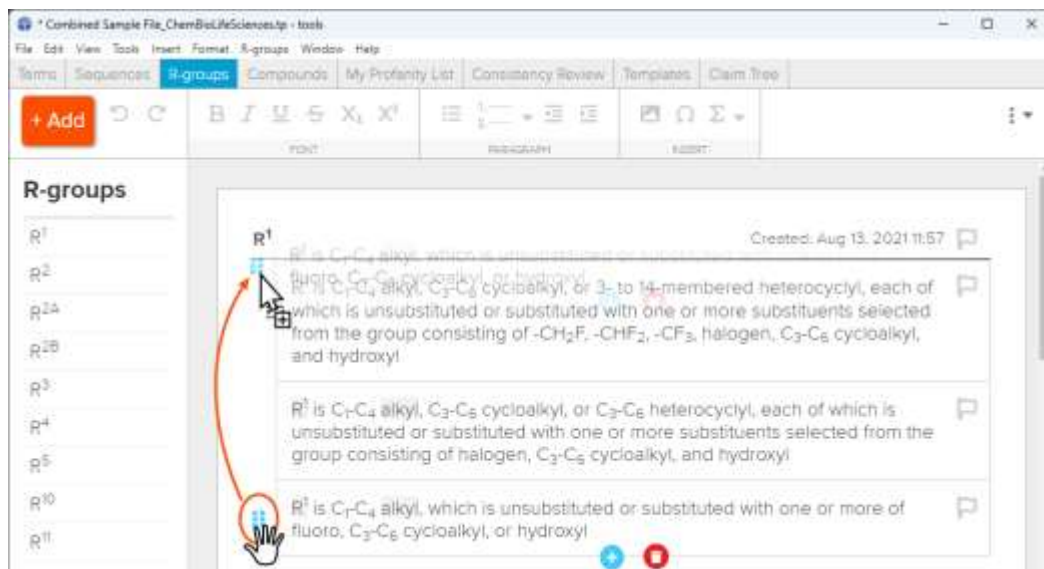 * Combined Sample File_ChemBioLifeSciences.tp - tools
File Edit View Tools Insert Format R-groups Window Help
Terms Sequences R-groups Compounds My Profanity List Consistency Review Templates Claim Tree
+ Add B I U S X₁ X² Ω Σ
FONT PARAGRAPH INSERT
R-groups
R¹
R²
R²ᴬ
R²ᴮ
R³
R⁴
R⁵
R¹⁰
R¹¹
R¹ Created: Aug 13, 2021 11:57
R¹ is C₁-C₄ alkyl, which is unsubstituted or substituted with
fluoro, C₃-C₆ cycloalkyl, or hydroxyl
R¹ is C₁-C₄ alkyl, C₃-C₆ cycloalkyl, or 3- to 14-membered heterocyclyl, each of
which is unsubstituted or substituted with one or more substituents selected
from the group consisting of -CH₂F, -CHF₂, -CF₃, halogen, C₃-C₆ cycloalkyl,
and hydroxyl
R¹ is C₁-C₄ alkyl, C₃-C₆ cycloalkyl, or C₃-C₆ heterocyclyl, each of which is
unsubstituted or substituted with one or more substituents selected from the
group consisting of halogen, C₃-C₆ cycloalkyl, and hydroxyl
R¹ is C₁-C₄ alkyl, which is unsubstituted or substituted with one or more of
fluoro, C₃-C₆ cycloalkyl, or hydroxyl